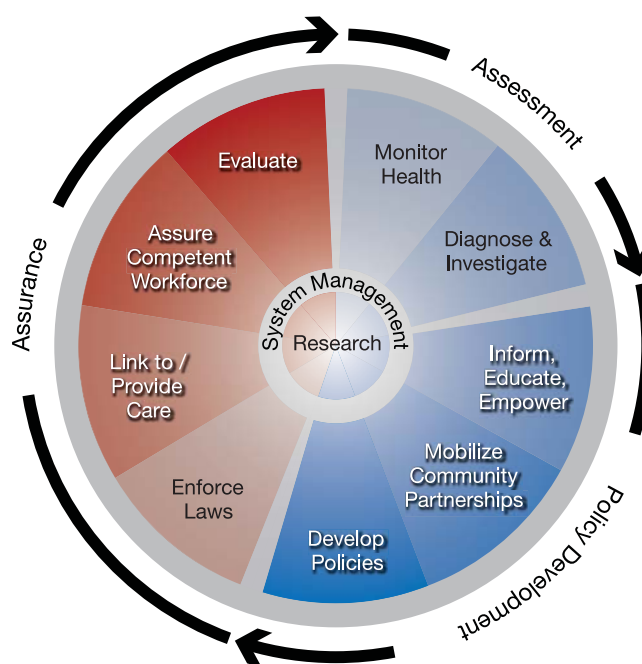 Assessment
Monitor
Health
Diagnose &
Investigate
Inform,
Educate,
Empower
Mobilize
Community
Partnerships
Policy Development
Develop
Policies
Enforce
Laws
Link to /
Provide
Care
Assure
Competent
Workforce
Evaluate
Assurance
System Management
Research